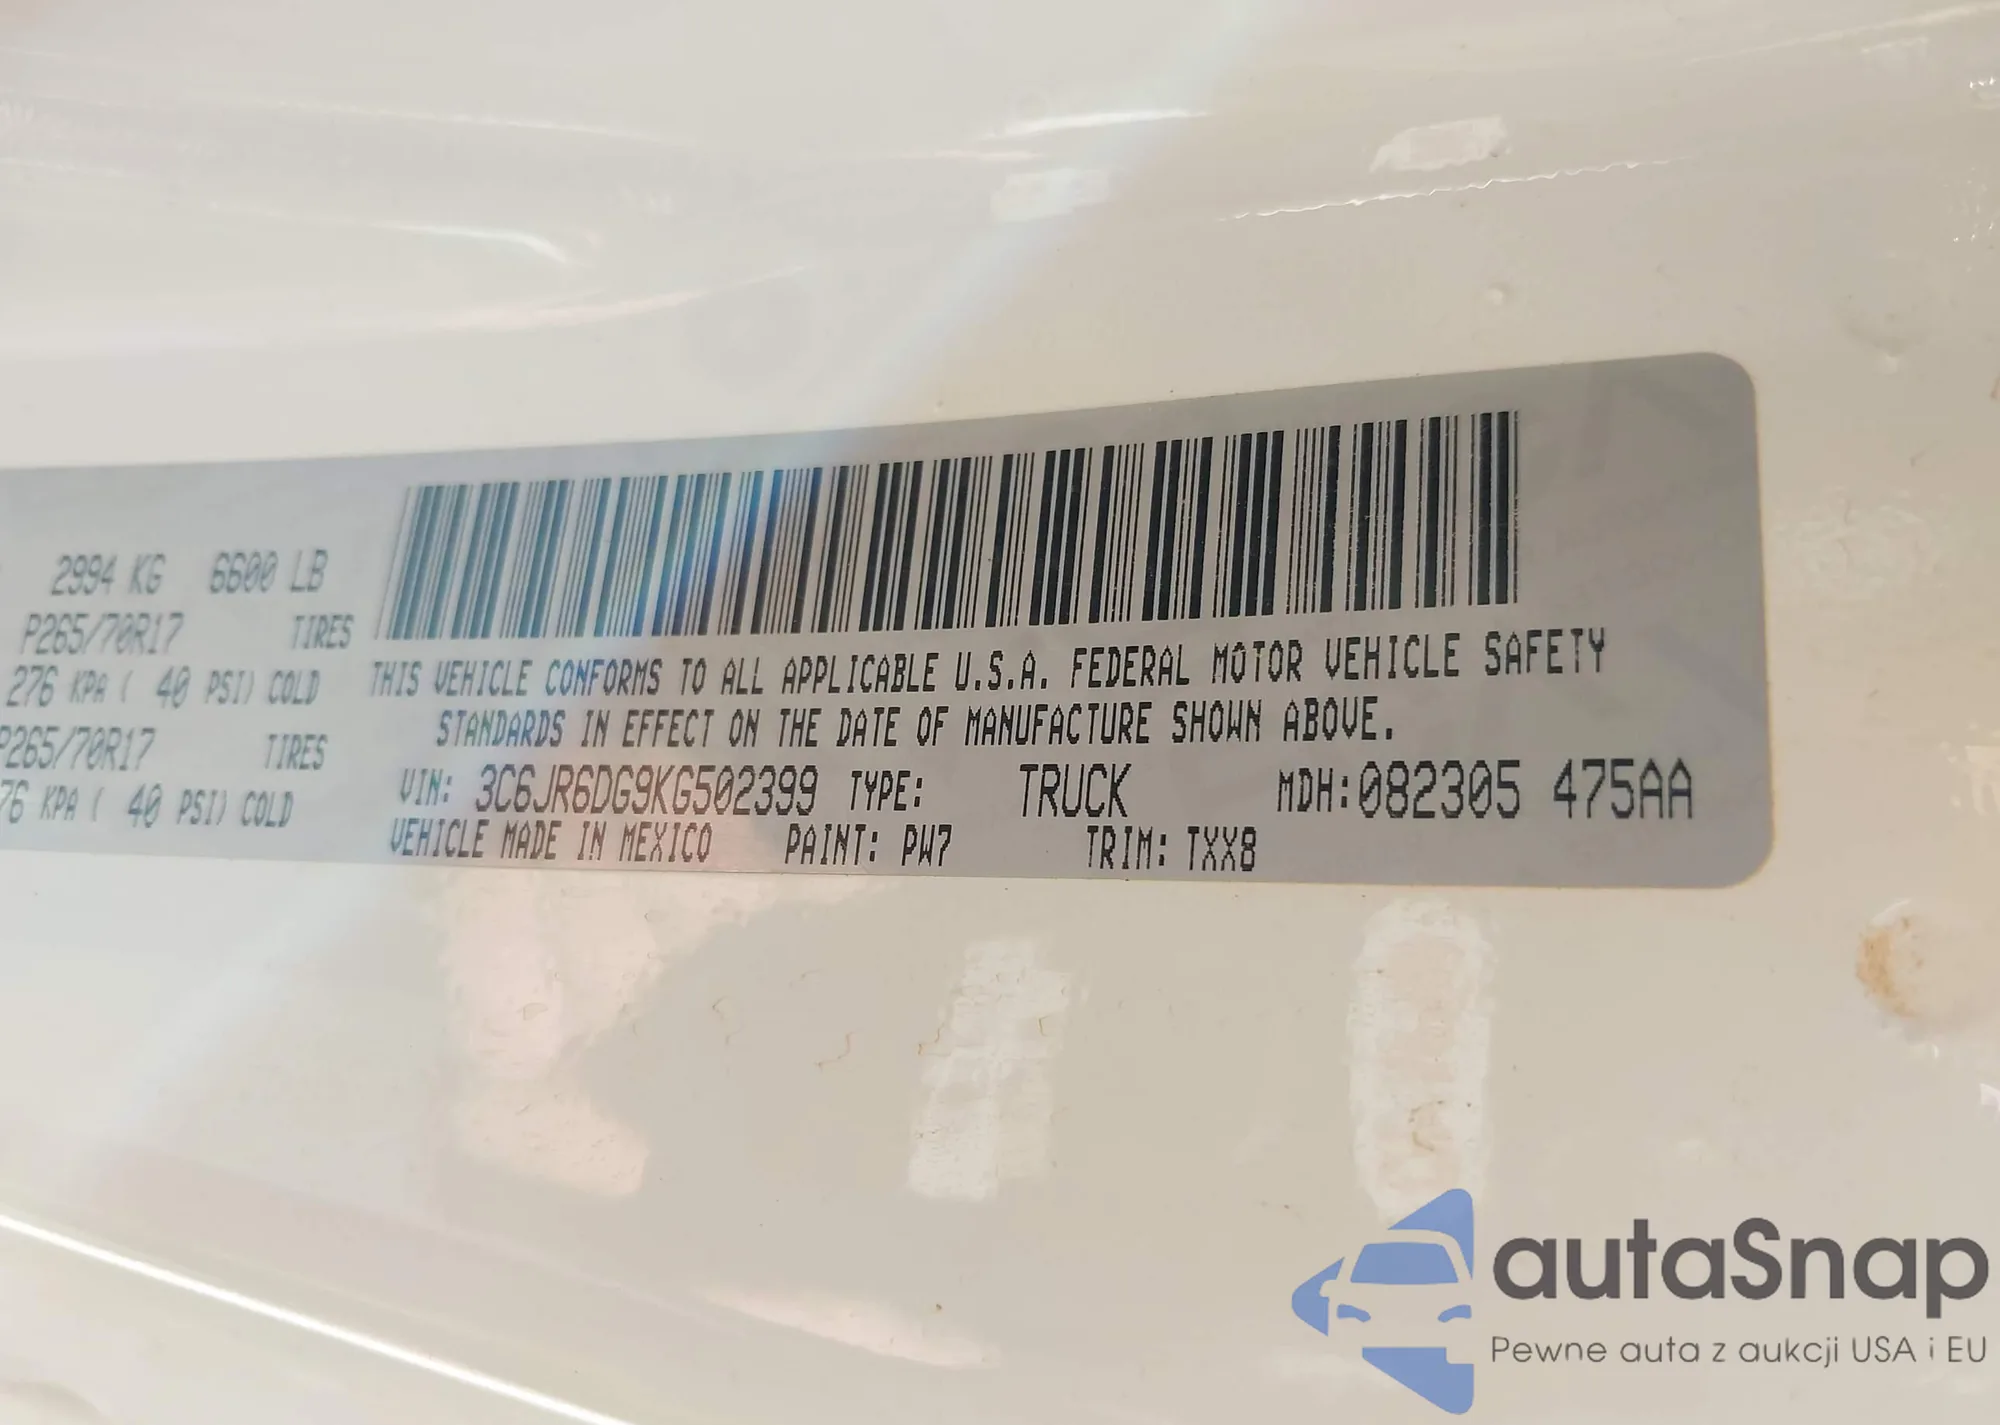 2994 KG 6600 LB
P265/70R17 TIRES
276 KPA ( 40 PSI) COLD
P265/70R17 TIRES
76 KPA ( 40 PSI) COLD
THIS VEHICLE CONFORMS TO ALL APPLICABLE U.S.A. FEDERAL MOTOR VEHICLE SAFETY
STANDARDS IN EFFECT ON THE DATE OF MANUFACTURE SHOWN ABOVE.
VIN: 3C6JR6DG9KG502399 TYPE: TRUCK MDH:082305 475AA
VEHICLE MADE IN MEXICO PAINT: PW7 TRIM: TXX8
autaSnap
Pewne auta z aukcji USA i EU